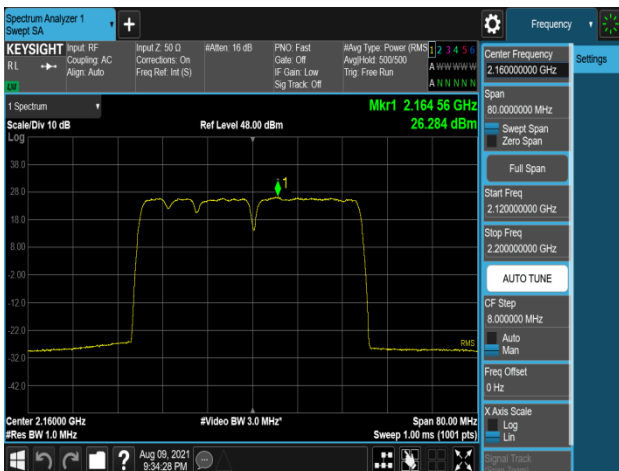 Spectrum Analyzer 1
Swept SA
+
Frequency
KEYSIGHT
RL
Input: RF
Coupling: AC
Align: Auto
Input Z: 50 Ω
Corrections: On
Freq Ref: Int (S)
#Atten: 16 dB
PNO: Fast
Gate: Off
IF Gain: Low
Sig Track: Off
#Avg Type: Power (RMS
Avg|Hold: 500/500
Trig: Free Run
1 2 3 4 5 6
A W W W W W
A N N N N N
1 Spectrum
Scale/Div 10 dB
Log
Ref Level 48.00 dBm
Mkr1 2.164 56 GHz
26.284 dBm
38.0
28.0
18.0
8.00
-2.00
-12.0
-22.0
-32.0
-42.0
1
RMS
Center 2.16000 GHz
#Res BW 1.0 MHz
#Video BW 3.0 MHz*
Span 80.00 MHz
Sweep 1.00 ms (1001 pts)
Aug 09, 2021
9:34:28 PM
Center Frequency
2.160000000 GHz
Settings
Span
80.0000000 MHz
Swept Span
Zero Span
Full Span
Start Freq
2.120000000 GHz
Stop Freq
2.200000000 GHz
AUTO TUNE
CF Step
8.000000 MHz
Auto
Man
Freq Offset
0 Hz
X Axis Scale
Log
Lin
Signal Track